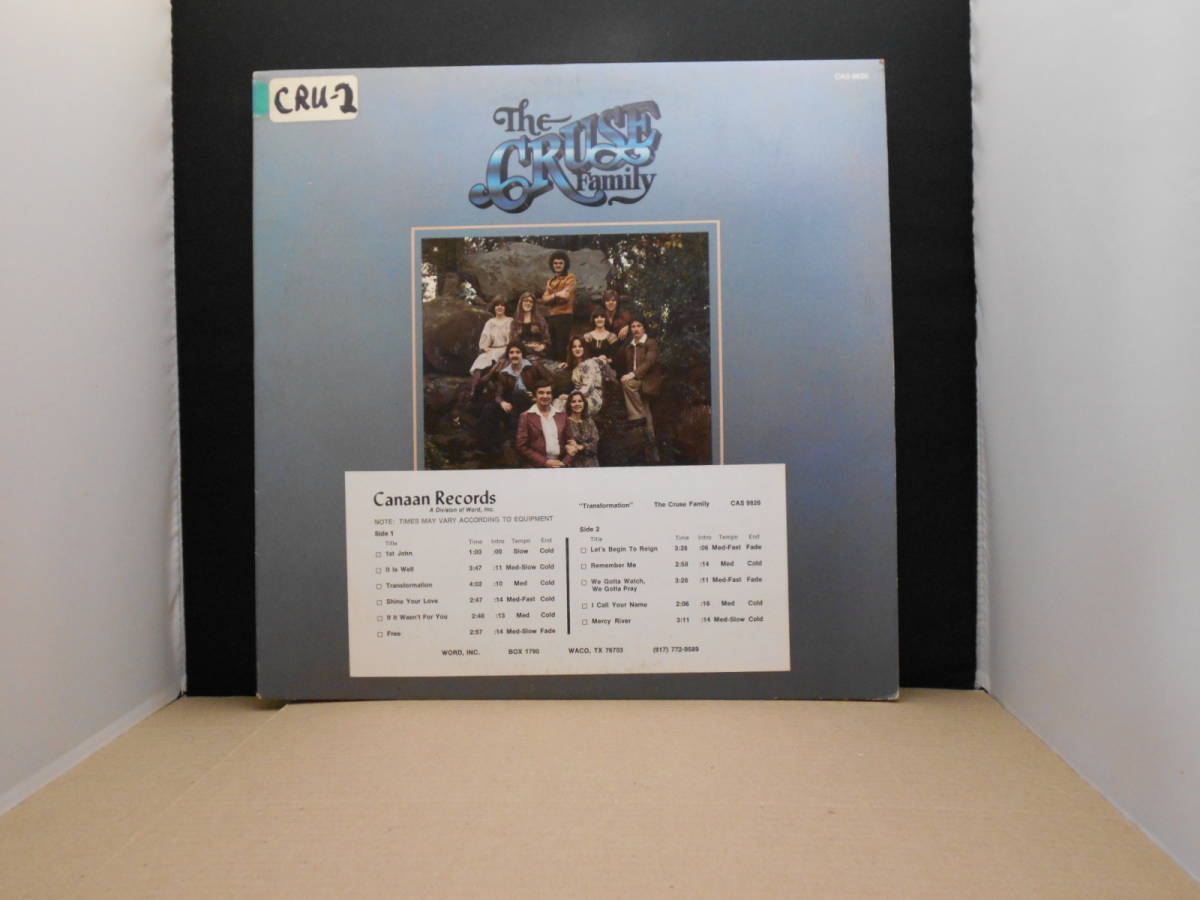 CRU-2
CAS 9826
The
CRUSE
Family
Canaan Records
A Division of Word, Inc.
"Transformation" The Cruse Family CAS 9826
NOTE: TIMES MAY VARY ACCORDING TO EQUIPMENT
Side 1
Title Time Intro Tempo End
1st John 1:00 :00 Slow Cold
It Is Well 3:47 :11 Med-Slow Cold
Transformation 4:02 :10 Med Cold
Shine Your Love 2:47 :14 Med-Fast Cold
If It Wasn't For You 2:46 :13 Med Cold
Free 2:57 :14 Med-Slow Fade
Side 2
Title Time Intro Tempo End
Let's Begin To Reign 3:28 :06 Med-Fast Fade
Remember Me 2:58 :14 Med Cold
We Gotta Watch, 3:26 :11 Med-Fast Fade
We Gotta Pray
I Call Your Name 2:06 :16 Med Cold
Mercy River 3:11 :14 Med-Slow Cold
WORD, INC. BOX 1790 WACO, TX 76703 (817) 772-9589